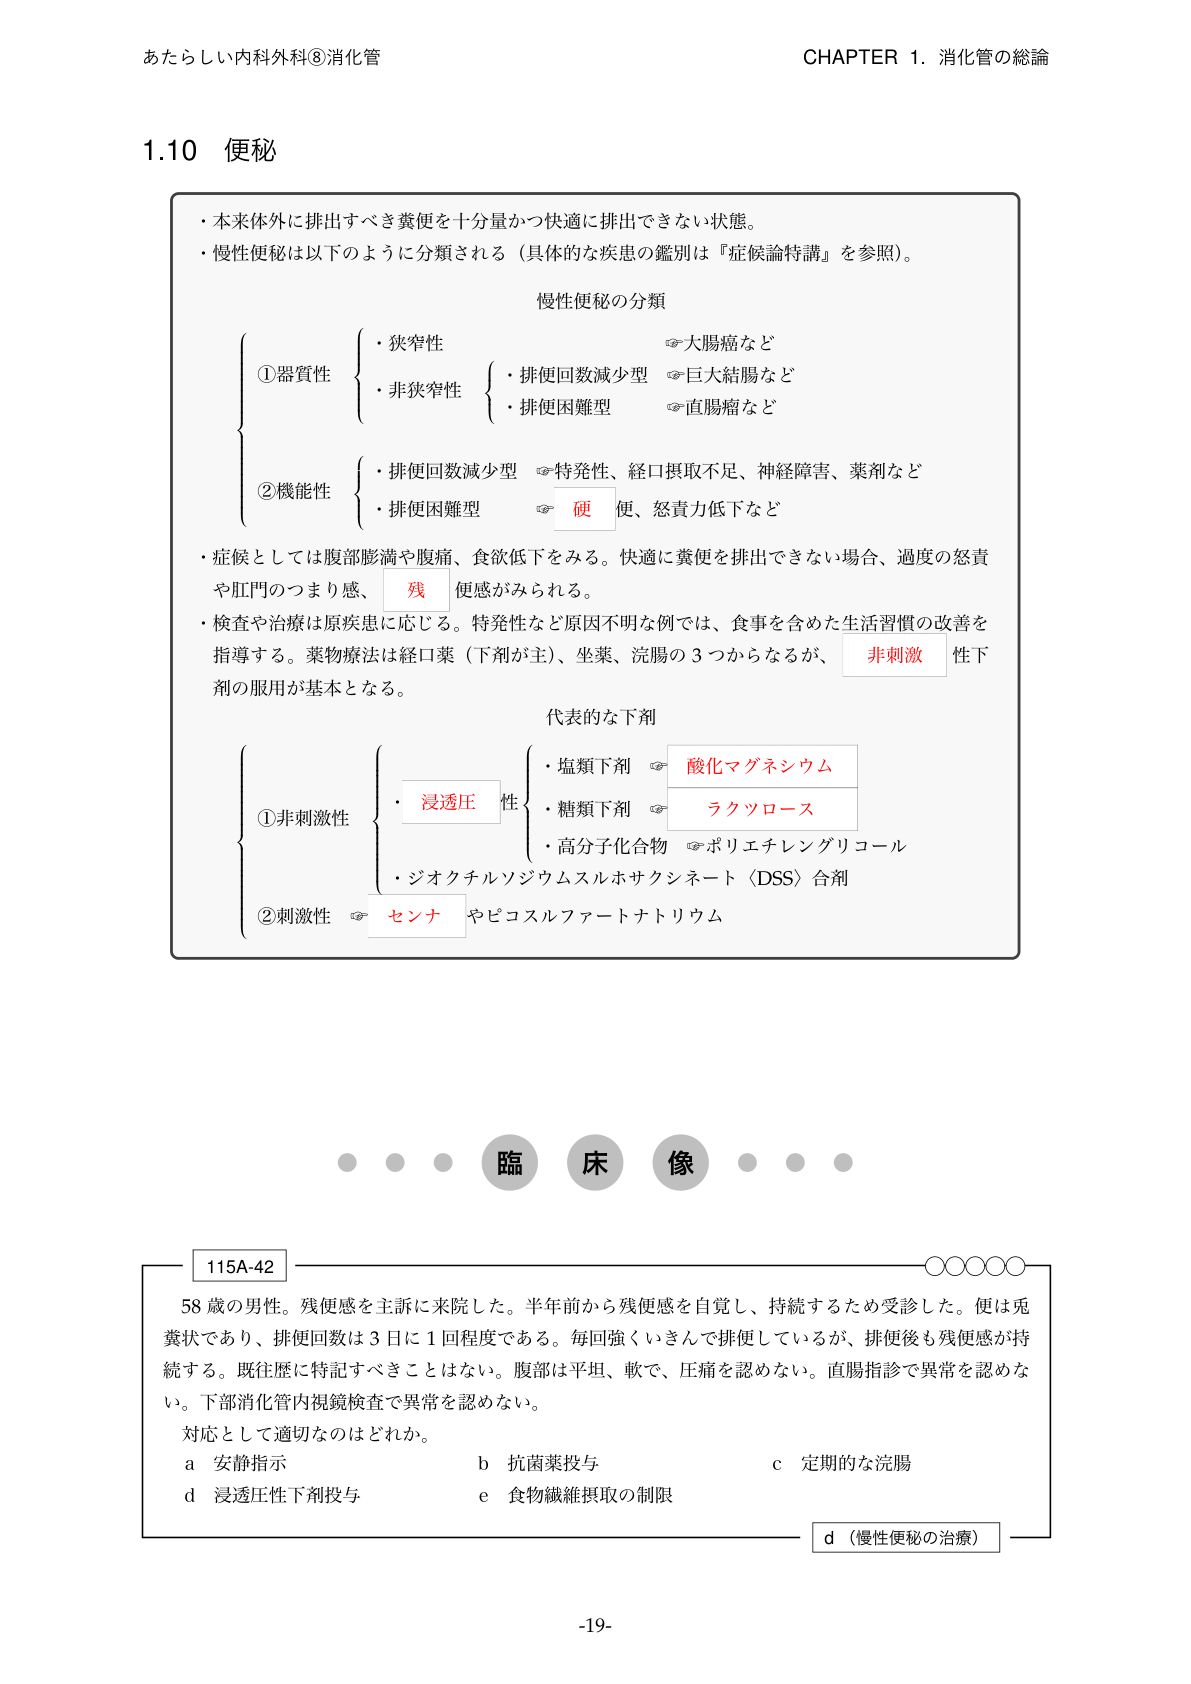 あたらしい内科外科⑧消化管 CHAPTER 1. 消化管の総論
1.10 便秘
・本来体外に排出すべき糞便を十分量かつ快適に排出できない状態。
・慢性便秘は以下のように分類される（具体的な疾患の鑑別は『症候論特講』を参照）。
慢性便秘の分類
①器質性
・狭窄性 ☞大腸癌など
・非狭窄性
・排便回数減少型 ☞巨大結腸など
・排便困難型 ☞直腸瘤など
②機能性
・排便回数減少型 ☞特発性、経口摂取不足、神経障害、薬剤など
・排便困難型 ☞ 硬 便、怒責力低下など
・症候としては腹部膨満や腹痛、食欲低下をみる。快適に糞便を排出できない場合、過度の怒責
や肛門のつまり感、 残 便感がみられる。
・検査や治療は原疾患に応じる。特発性など原因不明な例では、食事を含めた生活習慣の改善を
指導する。薬物療法は経口薬（下剤が主）、坐薬、浣腸の 3 つからなるが、 非刺激 性下
剤の服用が基本となる。
代表的な下剤
①非刺激性
・ 浸透圧 性
・塩類下剤 ☞ 酸化マグネシウム
・糖類下剤 ☞ ラクツロース
・高分子化合物 ☞ポリエチレングリコール
・ジオクチルソジウムスルホサクシネート〈DSS〉合剤
②刺激性 ☞ センナ やピコスルファートナトリウム
臨 床 像
115A-42 ○○○○○
58 歳の男性。残便感を主訴に来院した。半年前から残便感を自覚し、持続するため受診した。便は兎
糞状であり、排便回数は 3 日に 1 回程度である。毎回強くいきんで排便しているが、排便後も残便感が持
続する。既往歴に特記すべきことはない。腹部は平坦、軟で、圧痛を認めない。直腸指診で異常を認めな
い。下部消化管内視鏡検査で異常を認めない。
対応として適切なのはどれか。
a 安静指示 b 抗菌薬投与 c 定期的な浣腸
d 浸透圧性下剤投与 e 食物繊維摂取の制限
d （慢性便秘の治療）
-19-